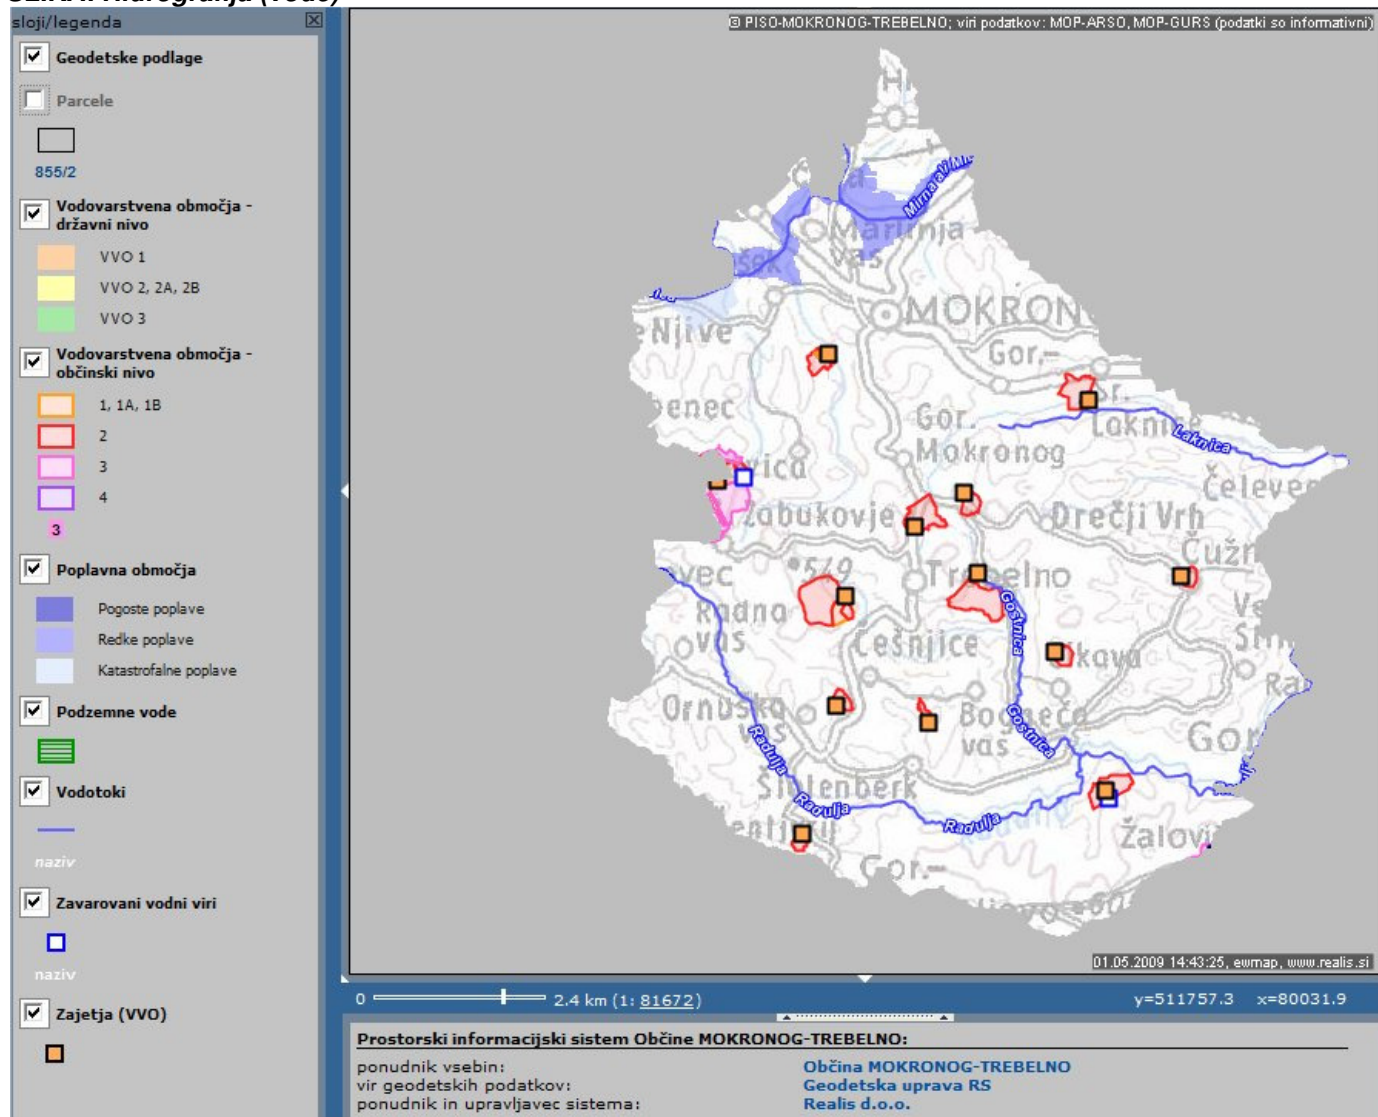 sloji/legenda
© PISO-MOKRONOG-TREBELNO; viri podatkov: MOP-ARSO, MOP-GURS (podatki so informativni)
Geodetske podlage
Parcele
855/2
Vodovarstvena območja -
državni nivo
VVO 1
VVO 2, 2A, 2B
VVO 3
Vodovarstvena območja -
občinski nivo
1, 1A, 1B
2
3
4
3
Poplavna območja
Pogoste poplave
Redke poplave
Katastrofalne poplave
Podzemne vode
Vodotoki
naziv
Zavarovani vodni viri
naziv
Zajetja (VVO)
H.
Mirna
Martinja
vas
MOKRON
Njive
Gor.-
Laknice
Laknica
Gor.
Mokronog
Čelevec
Zabukovje
Drečji Vrh
549
Trebelno
Radna
vas
Češnjice
Gostnica
Ornuška
vas
Bogneča
vas
Gostnica
Gor
Radulja
Radulja
Radulja
Gor.-
01.05.2009 14:43:25, ewmap, www.realis.si
0
2.4 km (1: 81672)
y=511757.3 x=80031.9
Prostorski informacijski sistem Občine MOKRONOG-TREBELNO:
ponudnik vsebin: Občina MOKRONOG-TREBELNO
vir geodetskih podatkov: Geodetska uprava RS
ponudnik in upravljavec sistema: Realis d.o.o.